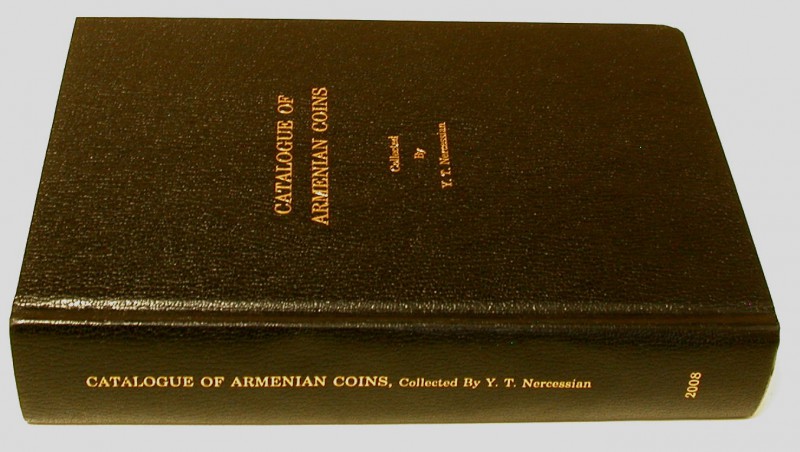 CATALOGUE OF
ARMENIAN COINS
Collected
By
Y. T. Nercessian
CATALOGUE OF ARMENIAN COINS, Collected By Y. T. Nercessian
2008